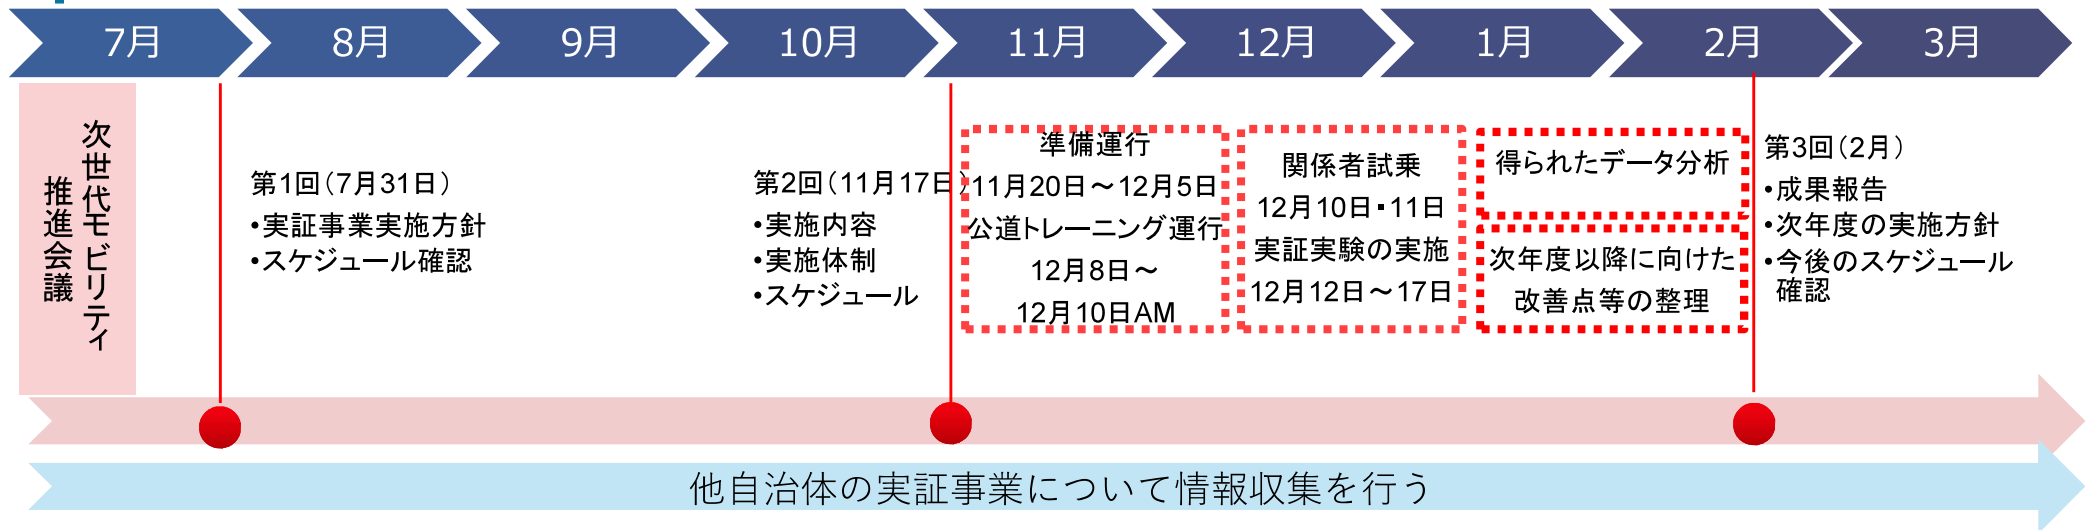 7月
8月
9月
10月
11月
12月
1月
2月
3月
次世代モビリティ
推進会議
第1回（7月31日）
•実証事業実施方針
•スケジュール確認
第2回（11月17日）
•実施内容
•実施体制
•スケジュール
準備運行
11月20日～12月5日
公道トレーニング運行
12月8日～
12月10日AM
関係者試乗
12月10日・11日
実証実験の実施
12月12日～17日
得られたデータ分析
次年度以降に向けた
改善点等の整理
第3回（2月）
•成果報告
•次年度の実施方針
•今後のスケジュール
確認
他自治体の実証事業について情報収集を行う